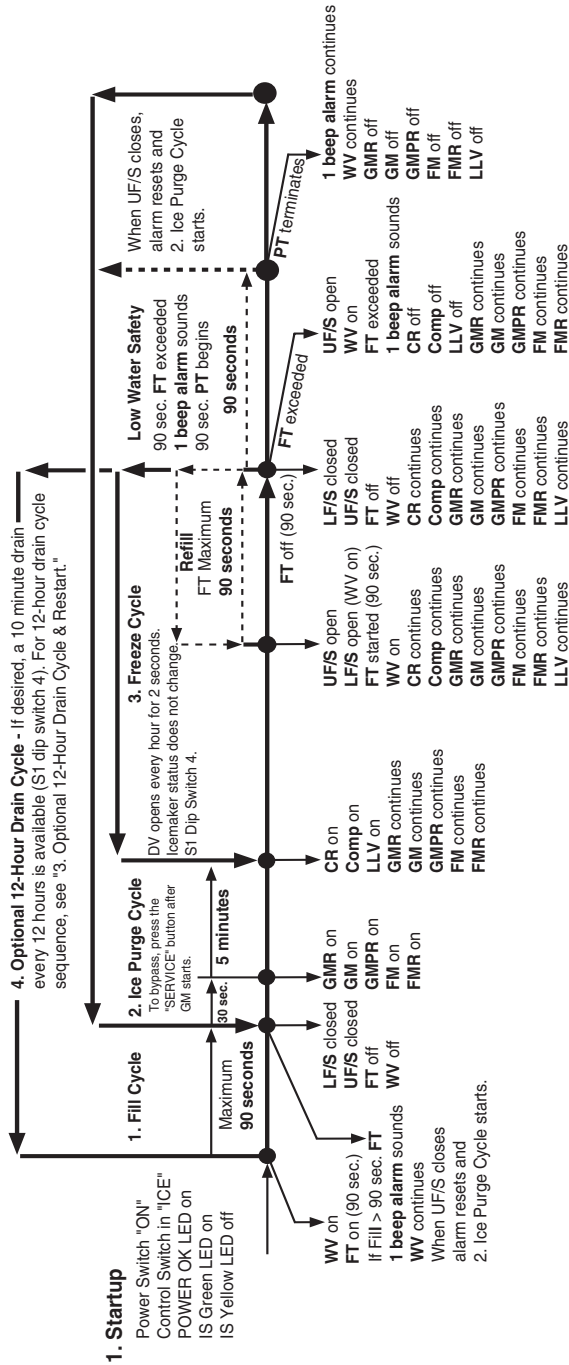 1. Startup
Power Switch "ON"
Control Switch in "ICE"
POWER OK LED on
IS Green LED on
IS Yellow LED off
4. Optional 12-Hour Drain Cycle - If desired, a 10 minute drain
every 12 hours is available (S1 dip switch 4). For 12-hour drain cycle
sequence, see "3. Optional 12-Hour Drain Cycle & Restart."
1. Fill Cycle
Maximum
90 seconds
WV on
FT on (90 sec.)
If Fill > 90 sec. FT
1 beep alarm sounds
WV continues
When UF/S closes
alarm resets and
2. Ice Purge Cycle starts.
2. Ice Purge Cycle
To bypass, press the
"SERVICE" button after
GM starts.
30 sec.
5 minutes
LF/S closed
UF/S closed
FT off
WV off
GMR on
GM on
GMPR on
FM on
FMR on
3. Freeze Cycle
DV opens every hour for 2 seconds.
Icemaker status does not change.
S1 Dip Switch 4.
CR on
Comp on
LLV on
GMR continues
GM continues
GMPR continues
FM continues
FMR continues
Refill
FT Maximum
90 seconds
UF/S open
LF/S open (WV on)
FT started (90 sec.)
WV on
CR continues
Comp continues
GMR continues
GM continues
GMPR continues
FM continues
FMR continues
LLV continues
FT off (90 sec.)
LF/S closed
UF/S closed
FT off
WV off
CR continues
Comp continues
GMR continues
GM continues
GMPR continues
FM continues
FMR continues
LLV continues
Low Water Safety
90 sec. FT exceeded
1 beep alarm sounds
90 sec. PT begins
90 seconds
FT exceeded
UF/S open
WV on
FT exceeded
1 beep alarm sounds
CR off
Comp off
LLV off
GMR continues
GM continues
GMPR continues
FM continues
FMR continues
When UF/S closes,
alarm resets and
2. Ice Purge Cycle
starts.
PT terminates
1 beep alarm continues
WV continues
GMR off
GM off
GMPR off
FM off
FMR off
LLV off